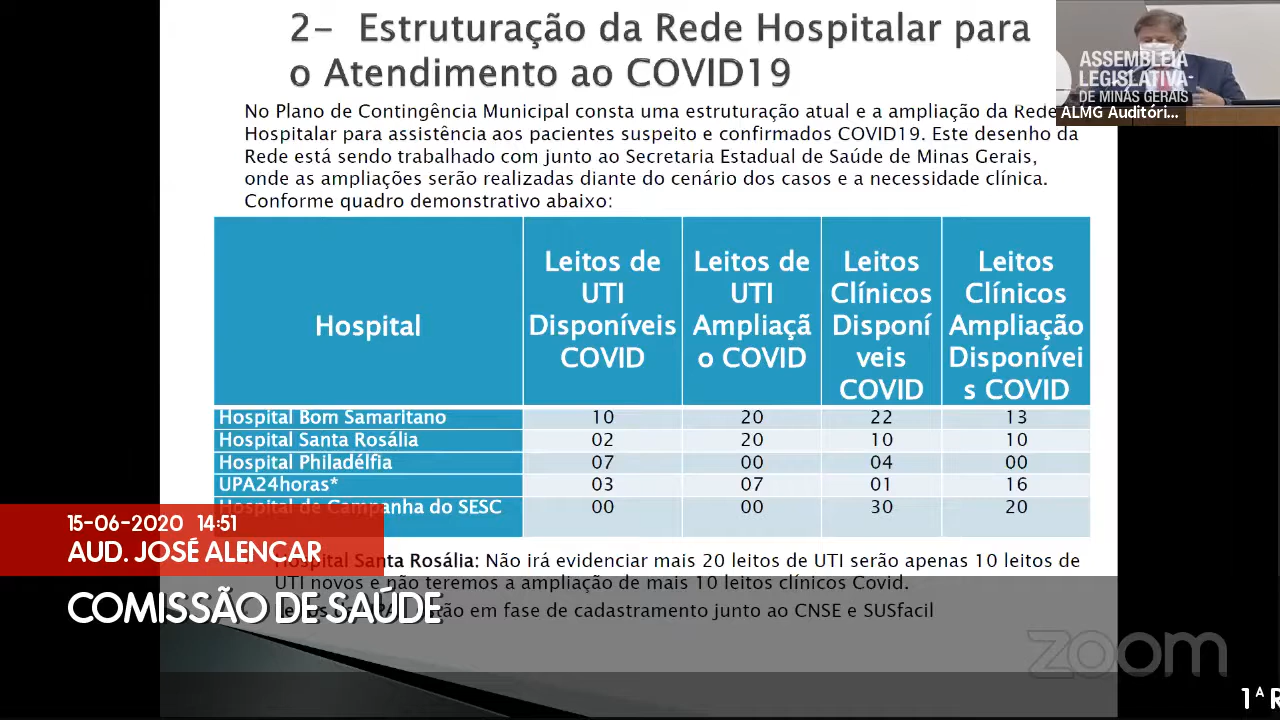 2- Estruturação da Rede Hospitalar para
o Atendimento ao COVID19
ASSEMBLEIA
LEGISLATIVA
DE MINAS GERAIS
ALMG Auditóri...
No Plano de Contingência Municipal consta uma estruturação atual e a ampliação da Rede
Hospitalar para assistência aos pacientes suspeito e confirmados COVID19. Este desenho da
Rede está sendo trabalhado com junto ao Secretaria Estadual de Saúde de Minas Gerais,
onde as ampliações serão realizadas diante do cenário dos casos e a necessidade clínica.
Conforme quadro demonstrativo abaixo:
Hospital
Leitos de
UTI
Disponíveis
COVID
Leitos de
UTI
Ampliaçã
o COVID
Leitos
Clínicos
Disponí
veis
COVID
Leitos
Clínicos
Ampliação
Disponívei
s COVID
Hospital Bom Samaritano 10 20 22 13
Hospital Santa Rosália 02 20 10 10
Hospital Philadélfia 07 00 04 00
UPA24horas* 03 07 01 16
Hospital de Campanha do SESC 00 00 30 20
Hospital Santa Rosália: Não irá evidenciar mais 20 leitos de UTI serão apenas 10 leitos de
UTI novos e não teremos a ampliação de mais 10 leitos clínicos Covid.
estão em fase de cadastramento junto ao CNSE e SUSfacil
15-06-2020 14:51
AUD. JOSÉ ALENCAR
COMISSÃO DE SAÚDE
zoom
1ª R